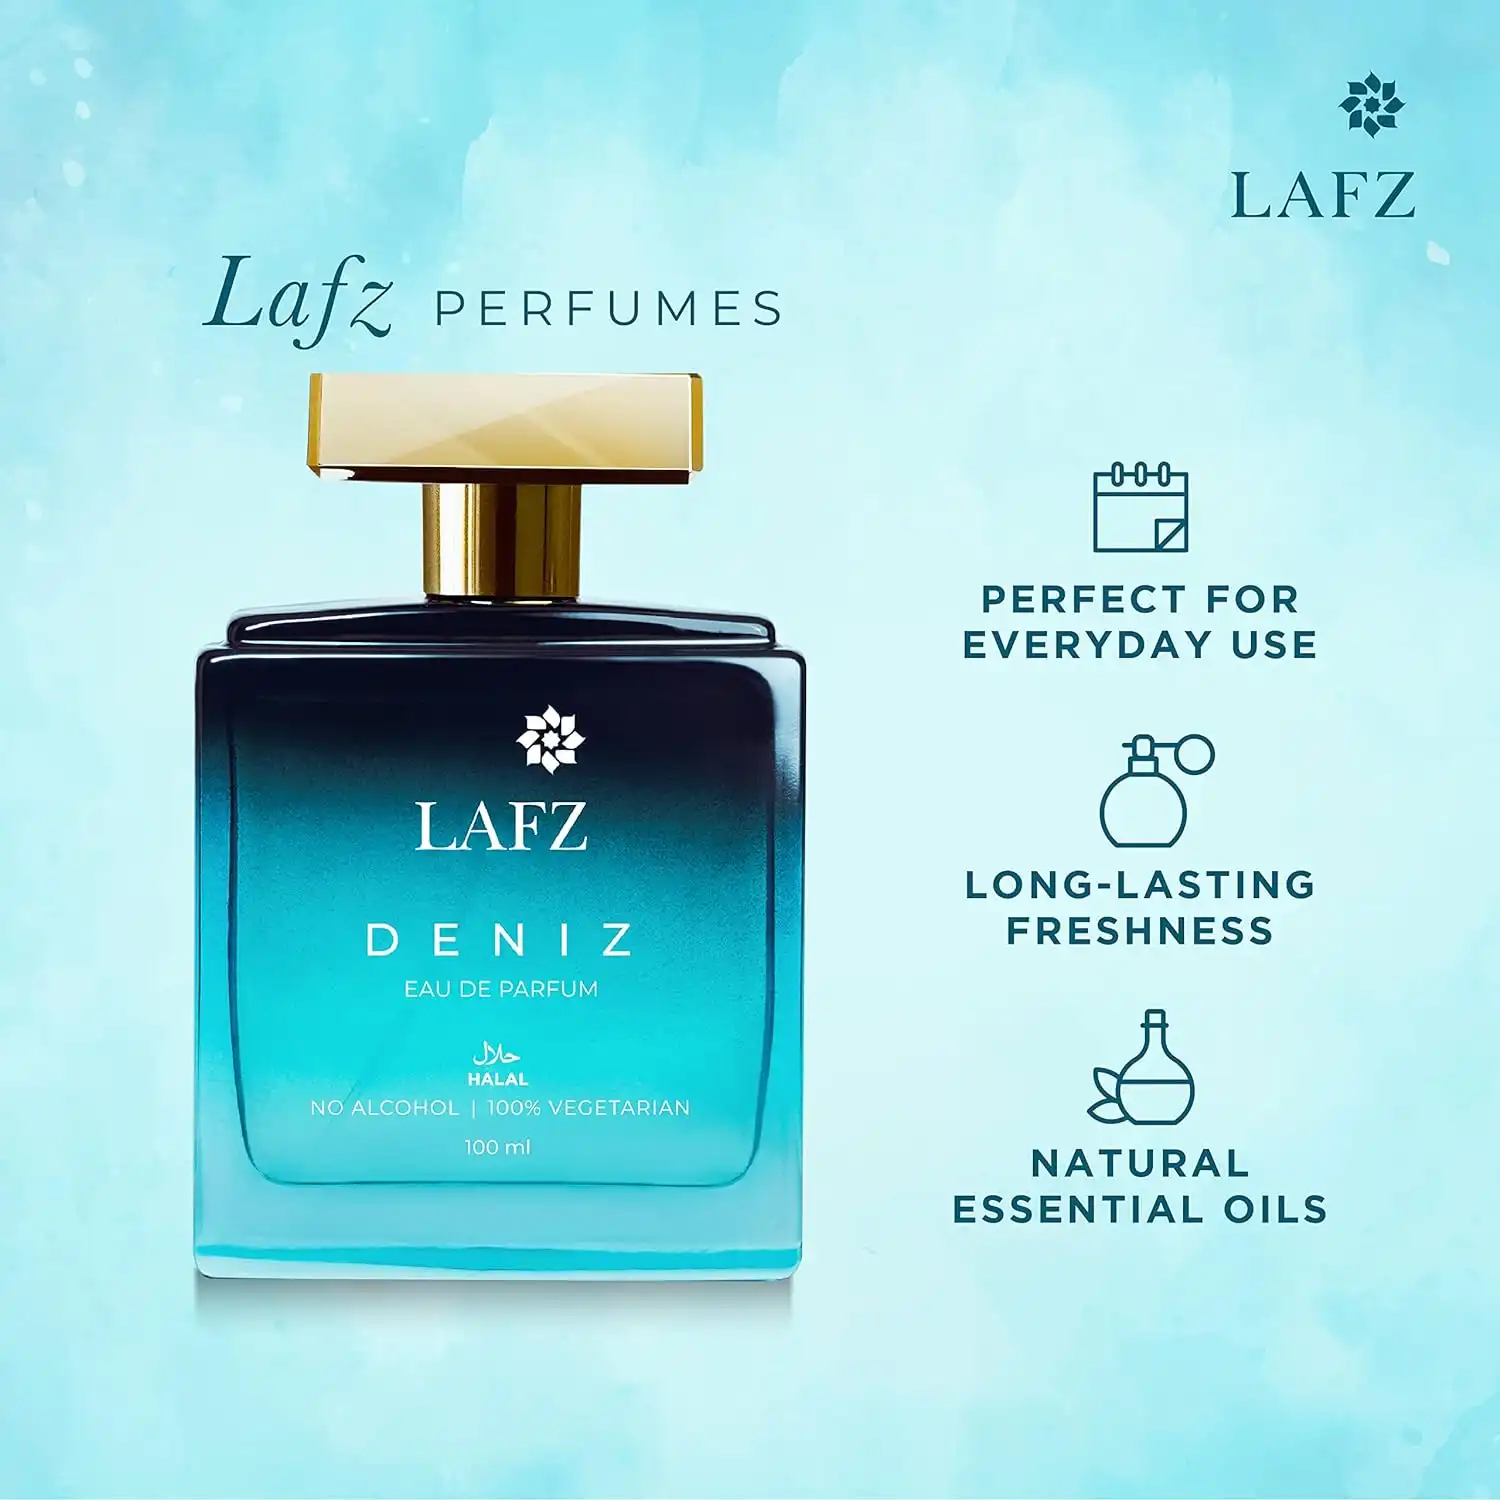 LAFZ
Lafz PERFUMES
LAFZ
DENIZ
EAU DE PARFUM
حلال
HALAL
NO ALCOHOL | 100% VEGETARIAN
100 ml
PERFECT FOR
EVERYDAY USE
LONG-LASTING
FRESHNESS
NATURAL
ESSENTIAL OILS